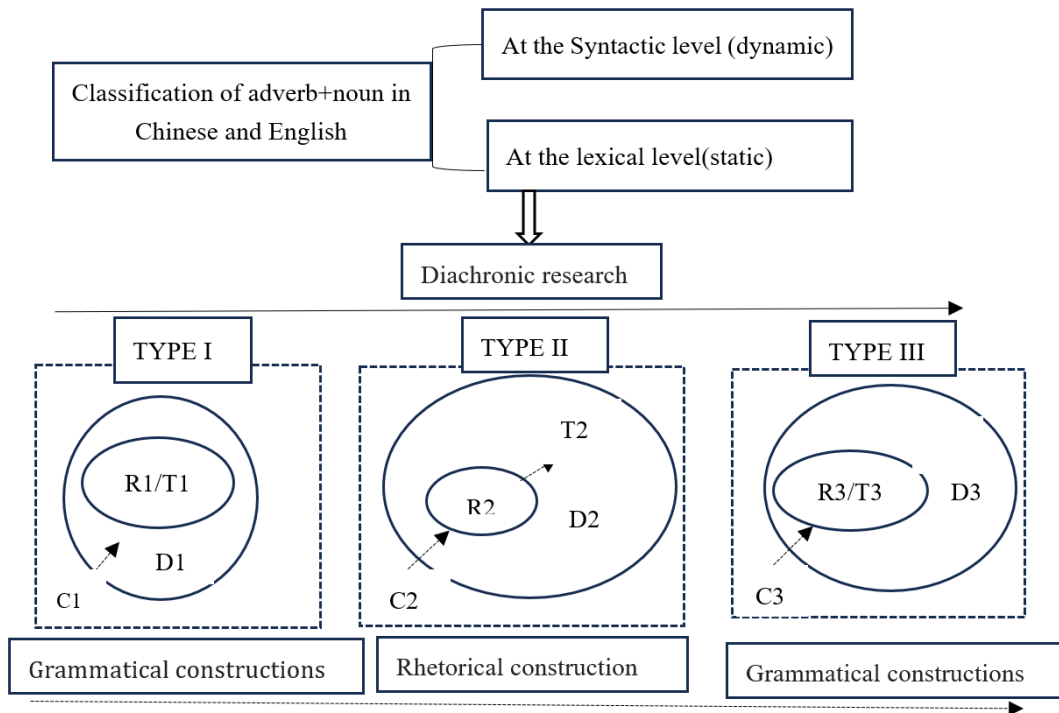 At the Syntactic level (dynamic)
Classification of adverb+noun in
Chinese and English
At the lexical level(static)
Diachronic research
TYPE I
TYPE II
TYPE III
R1/T1
D1
C1
T2
R2
D2
C2
R3/T3
D3
C3
Grammatical constructions
Rhetorical construction
Grammatical constructions